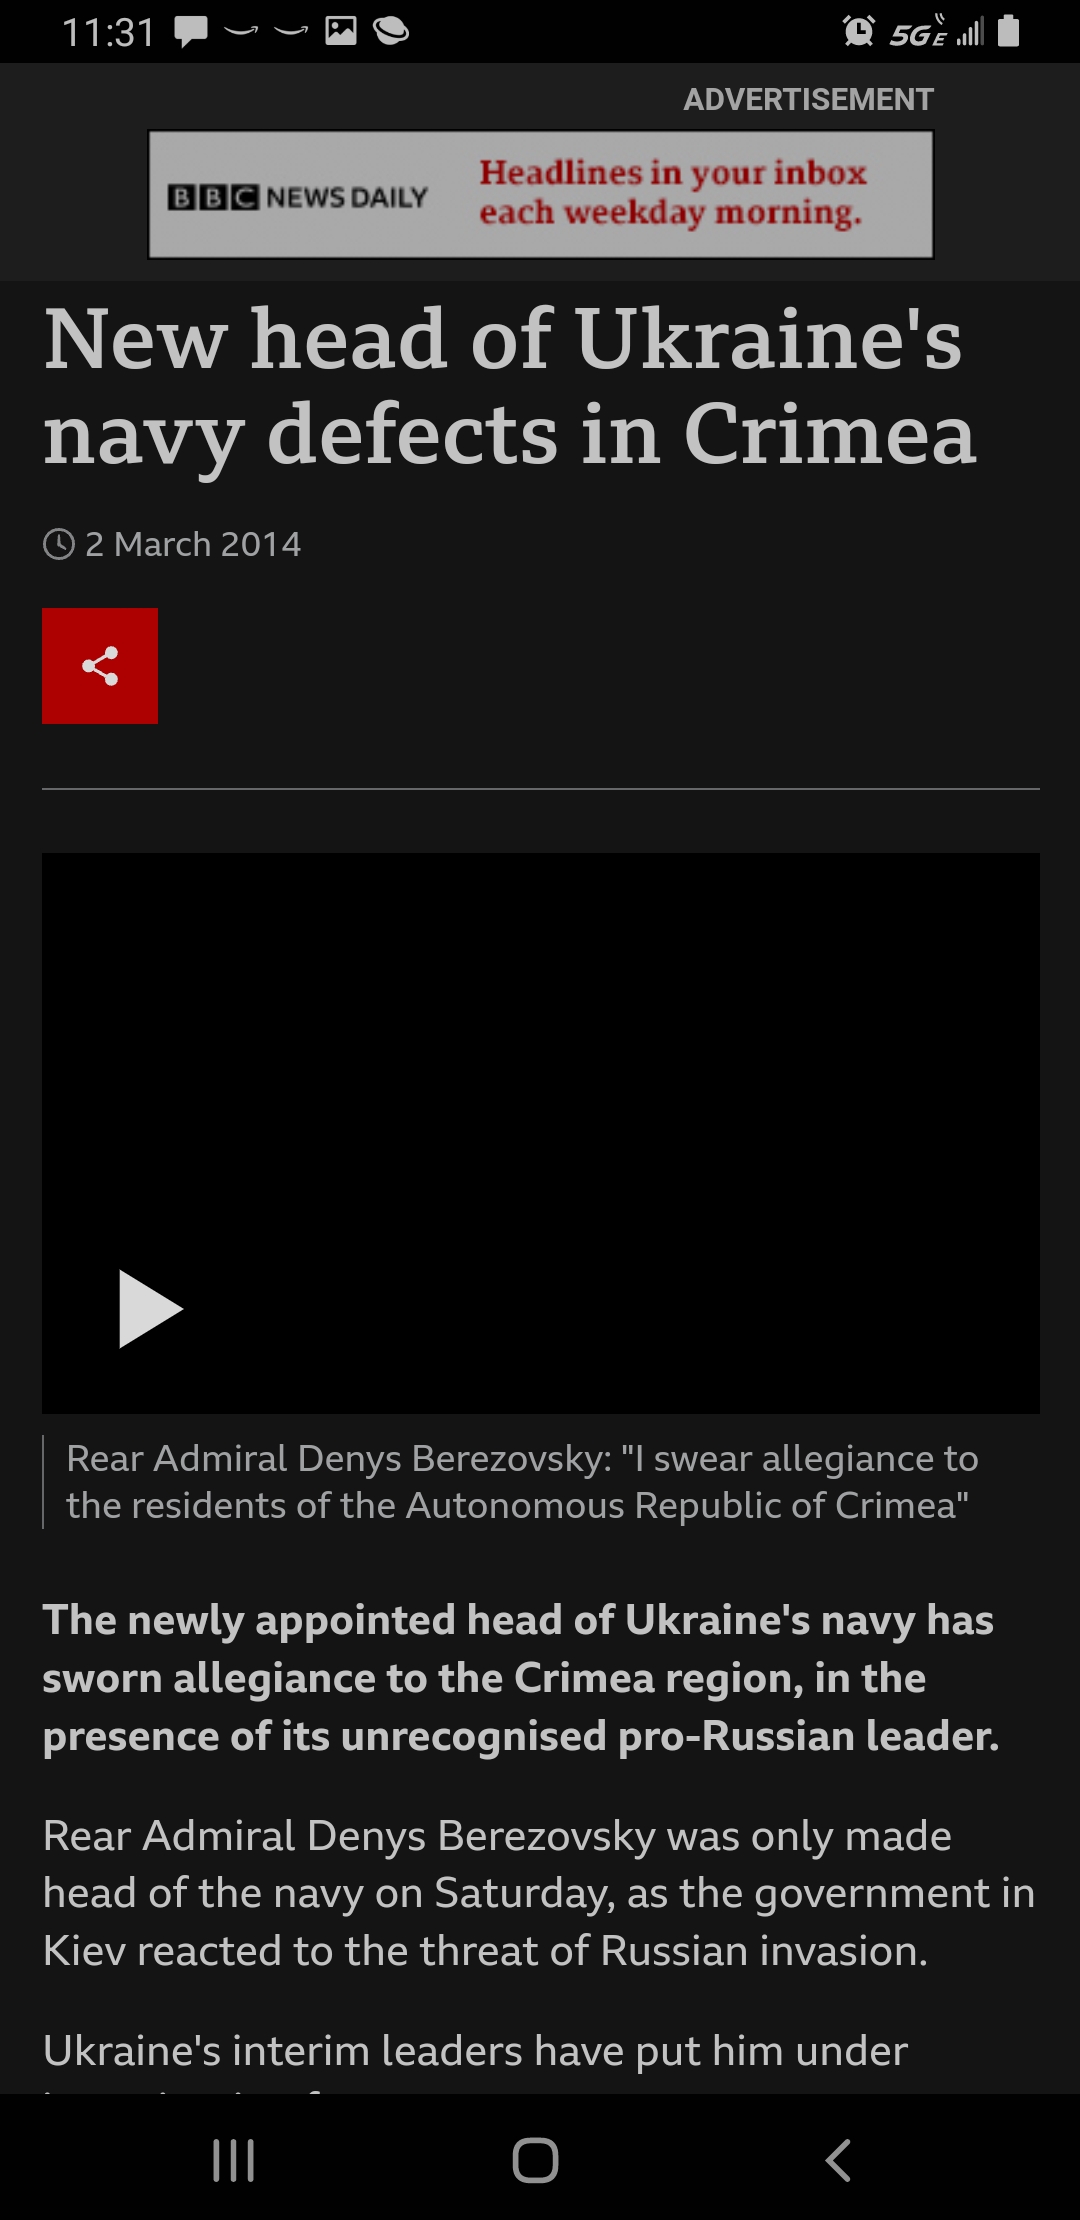 11:31
5GE
ADVERTISEMENT
BBC NEWS DAILY
Headlines in your inbox
each weekday morning.
New head of Ukraine's
navy defects in Crimea
2 March 2014
Rear Admiral Denys Berezovsky: "I swear allegiance to
the residents of the Autonomous Republic of Crimea"
The newly appointed head of Ukraine's navy has
sworn allegiance to the Crimea region, in the
presence of its unrecognised pro-Russian leader.
Rear Admiral Denys Berezovsky was only made
head of the navy on Saturday, as the government in
Kiev reacted to the threat of Russian invasion.
Ukraine's interim leaders have put him under